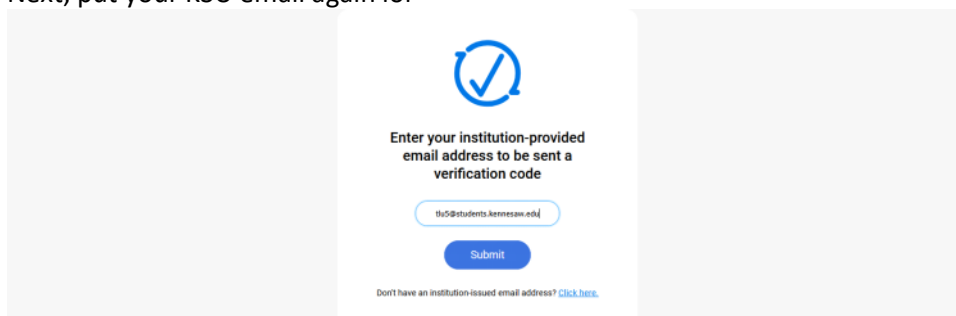 Next, put your KSU email again for
Enter your institution-provided
email address to be sent a
verification code
tlu5@students.kennesaw.edu
Submit
Don't have an institution-issued email address? Click here.